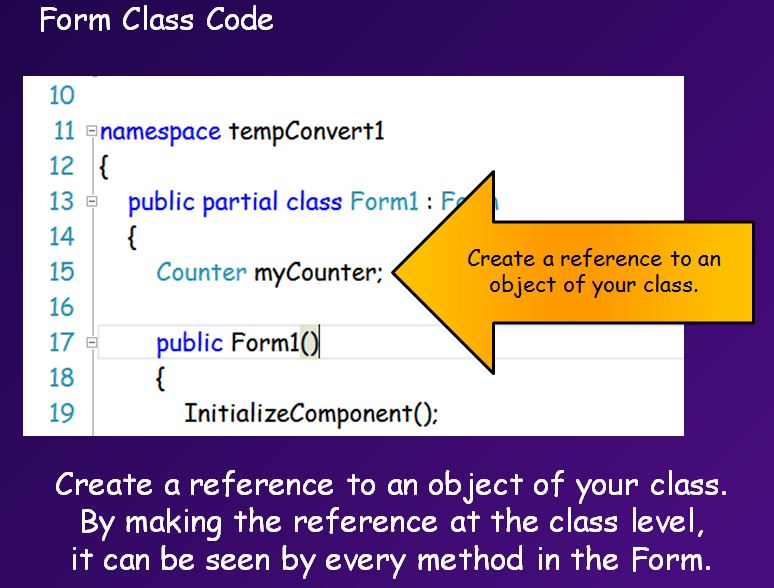 Form Class Code
10
11 namespace tempConvert1
12 {
13 public partial class Form1 : Form
14 {
15 Counter myCounter;
Create a reference to an
object of your class.
16
17 public Form1()
18 {
19 InitializeComponent();
Create a reference to an object of your class.
By making the reference at the class level,
it can be seen by every method in the Form.